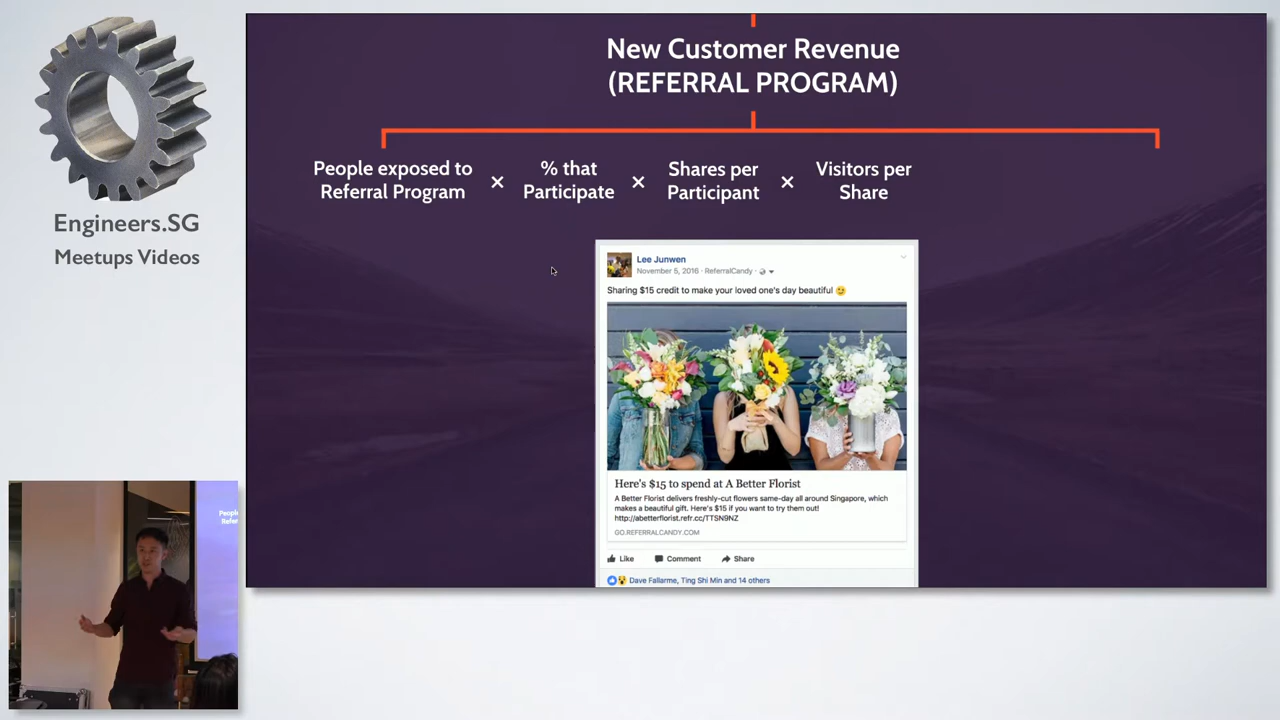 Engineers.SG
Meetups Videos
New Customer Revenue
(REFERRAL PROGRAM)
People exposed to
Referral Program
×
% that
Participate
×
Shares per
Participant
×
Visitors per
Share
Lee Junwen
November 5, 2016 · ReferralCandy ·
Sharing $15 credit to make your loved one's day beautiful
Here's $15 to spend at A Better Florist
A Better Florist delivers freshly-cut flowers same-day all around Singapore, which
makes a beautiful gift. Here's $15 if you want to try them out!
http://abetterflorist.refr.cc/TTSN9NZ
GO.REFERRALCANDY.COM
Like Comment Share
Dave Fallarme, Ting Shi Min and 14 others
People
Refer